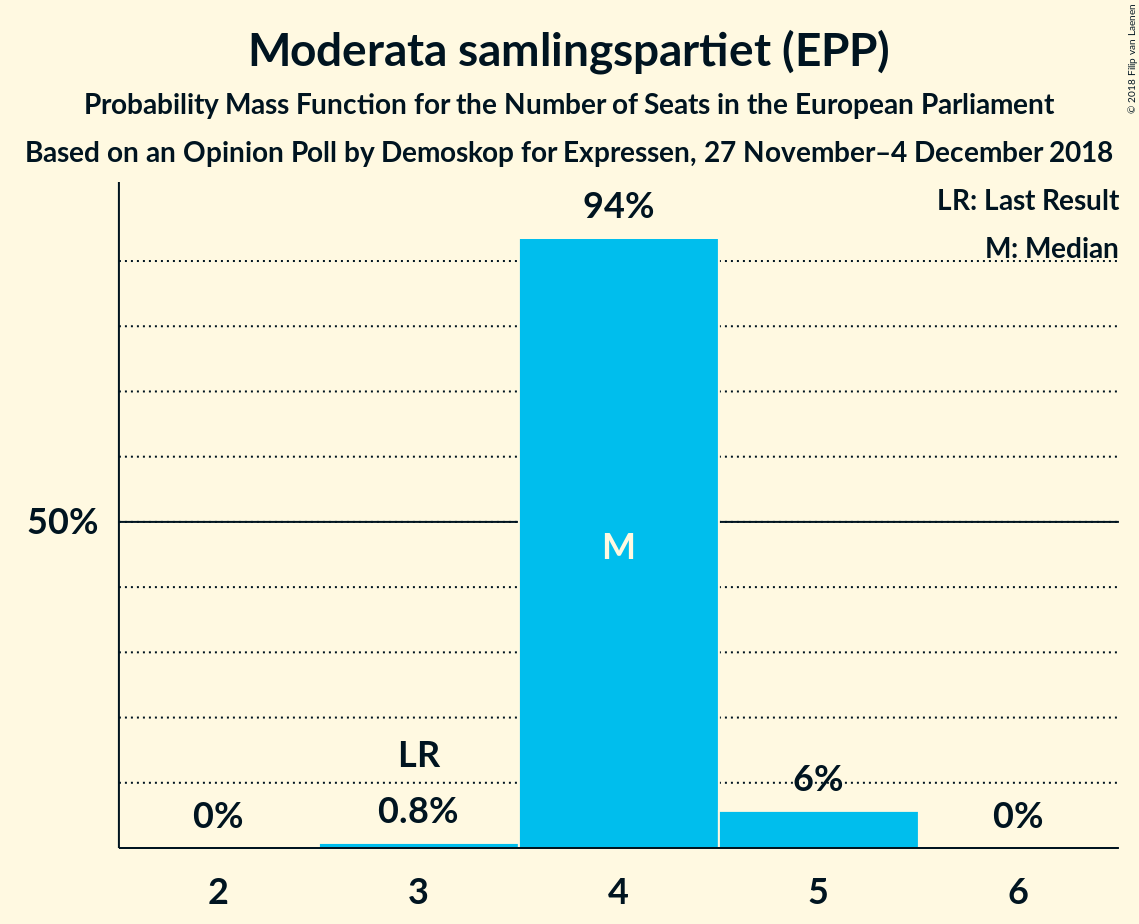 Moderata samlingspartiet (EPP)
Probability Mass Function for the Number of Seats in the European Parliament
Based on an Opinion Poll by Demoskop for Expressen, 27 November–4 December 2018
© 2018 Filip van Laenen
LR: Last Result
M: Median
94%
50%
M
LR
0%
0.8%
6%
0%
2
3
4
5
6